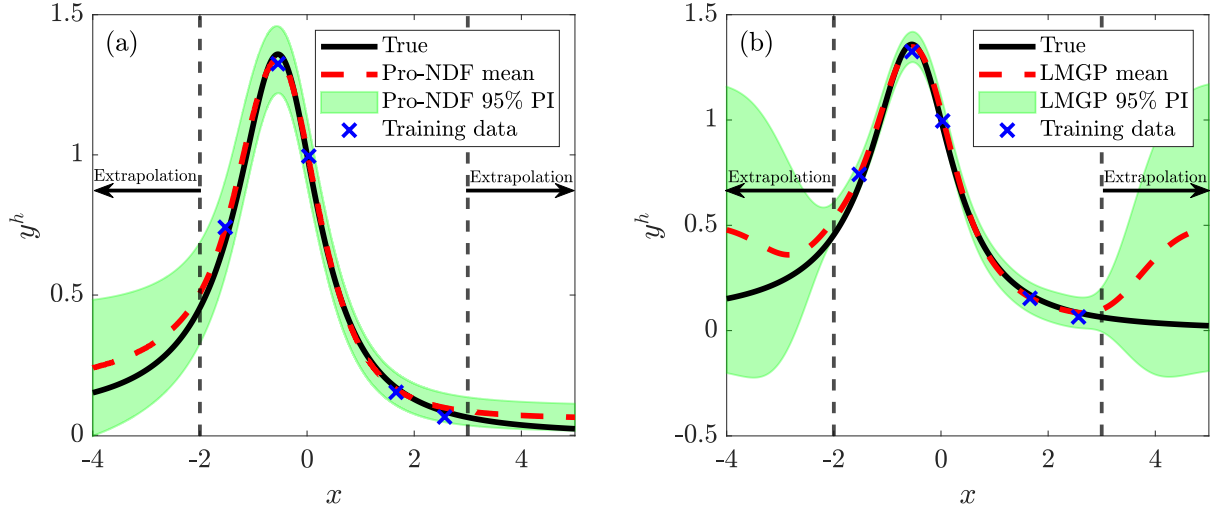 (a)
True
Pro-NDF mean
Pro-NDF 95% PI
Training data
Extrapolation
Extrapolation
1.5
1
0.5
0
-4
-2
0
2
4
x
y^h
(b)
True
LMGP mean
LMGP 95% PI
Training data
Extrapolation
Extrapolation
1.5
1
0.5
0
-0.5
-4
-2
0
2
4
x
y^h